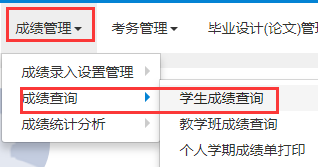 成绩管理 考务管理 毕业设计(论文)管
成绩录入设置管理
成绩查询 学生成绩查询
成绩统计分析 教学班成绩查询
个人学期成绩单打印